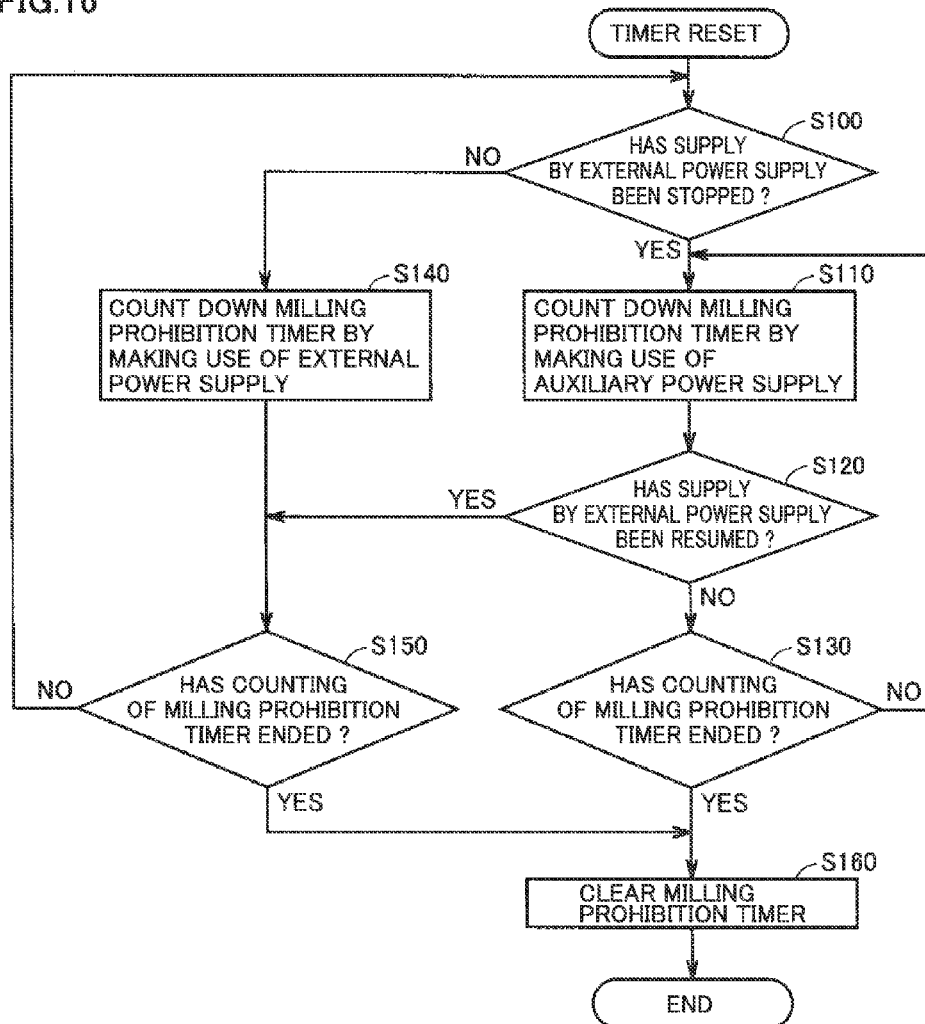 TIMER RESET
S100
HAS SUPPLY
BY EXTERNAL POWER SUPPLY
BEEN STOPPED ?
NO
YES
S140
COUNT DOWN MILLING
PROHIBITION TIMER BY
MAKING USE OF EXTERNAL
POWER SUPPLY
S110
COUNT DOWN MILLING
PROHIBITION TIMER BY
MAKING USE OF
AUXILIARY POWER SUPPLY
S120
HAS SUPPLY
BY EXTERNAL POWER SUPPLY
BEEN RESUMED ?
YES
NO
S150
HAS COUNTING
OF MILLING PROHIBITION
TIMER ENDED ?
NO
YES
S130
HAS COUNTING
OF MILLING PROHIBITION
TIMER ENDED ?
NO
YES
S160
CLEAR MILLING
PROHIBITION TIMER
END